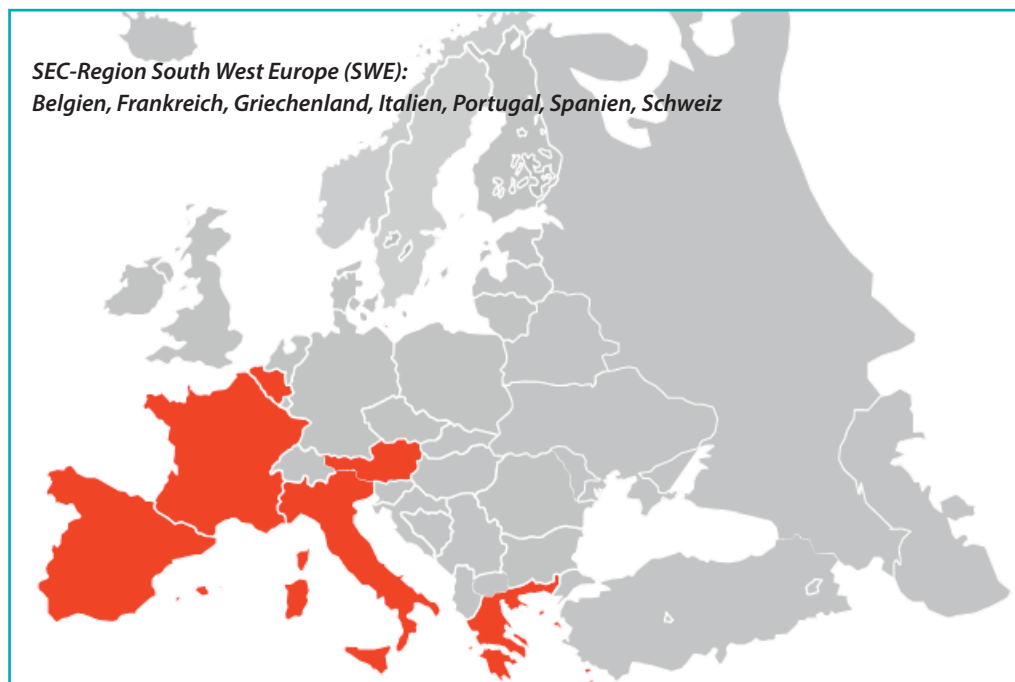 SEC-Region South West Europe (SWE):
Belgien, Frankreich, Griechenland, Italien, Portugal, Spanien, Schweiz